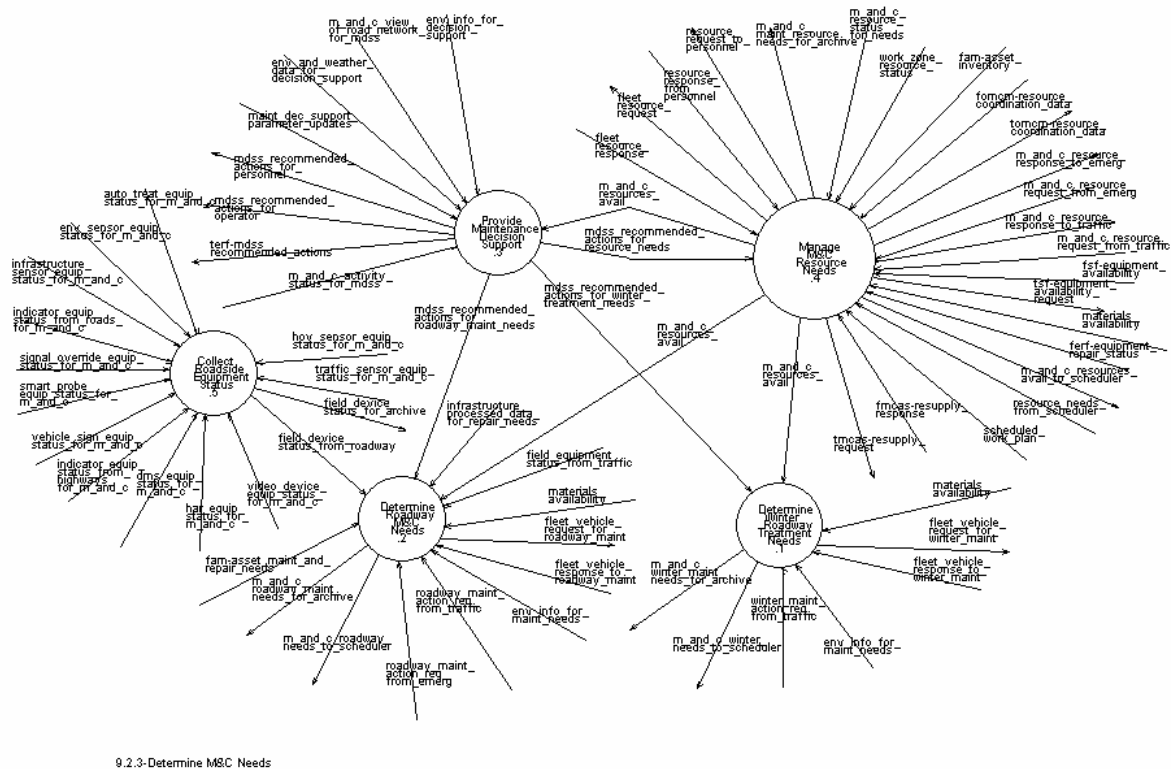 m_and_c_view_
of_road_network_
for_mdss
env_info_for_
decision_
support
env_and_weather_
data_for_
decision_support
maint_dec_support_
parameter_updates
mdss_recommended_
actions_for_
personnel
mdss_recommended_
actions_for_
operator
terf-mdss_
recommended_actions
m_and_c-activity_
status_for_mdss
Provide
Maintenance
Decision
Support
.3
resource_
request_to_
personnel
m_and_c_
maint_resource_
needs_for_archive
m_and_c_
resource_
status_
for_needs
work_zone_
resource_
status
fam-asset_
inventory
resource_
response_
from_
personnel
fleet_
resource_
request
fleet_
resource_
response
m_and_c_
resources_
avail
mdss_recommended_
actions_for_
resource_needs
fomcm-resource_
coordination_data
tomcm-resource_
coordination_data
m_and_c_resource_
response_to_emerg
m_and_c_resource_
request_from_emerg
m_and_c_resource_
response_to_traffic
m_and_c_resource_
request_from_traffic
fsf-equipment_
availability
tsf-equipment_
availability_
request
materials_
availability
ferf-equipment_
repair_status
m_and_c_resources_
avail_to_scheduler
resource_needs_
from_scheduler
scheduled_
work_plan
fmcas-resupply_
response
tmcas-resupply_
request
Manage
M&C
Resource
Needs
.4
auto_treat_equip_
status_for_m_and_c
env_sensor_equip_
status_for_m_and_c
infrastructure_
sensor_equip_
status_for_m_and_c
indicator_equip_
status_from_roads_
for_m_and_c
signal_override_equip_
status_for_m_and_c
smart_probe_
equip_status_for_
m_and_c
vehicle_sign_equip_
status_for_m_and_c
indicator_equip_
status_from_
highways_
for_m_and_c
dms_equip_
status_for_
m_and_c
har_equip_
status_for_
m_and_c
video_device_
equip_status_
for_m_and_c
hov_sensor_equip_
status_for_m_and_c
traffic_sensor_equip_
status_for_m_and_c
field_device_
status_for_archive
Collect
Roadside
Equipment
Status
.5
field_device_
status_from_roadway
mdss_recommended_
actions_for_
roadway_maint_needs
mdss_recommended_
actions_for_winter_
treatment_needs
m_and_c_
resources_
avail
m_and_c_
resources_
avail
infrastructure_
processed_data_
for_repair_needs
field_equipment_
status_from_traffic
materials_
availability
fleet_vehicle_
request_for_
roadway_maint
fleet_vehicle_
response_to_
roadway_maint
env_info_for_
maint_needs
roadway_maint_
action_req_
from_traffic
roadway_maint_
action_req_
from_emerg
m_and_c_roadway_
needs_to_scheduler
m_and_c_
roadway_maint_
needs_for_archive
fam-asset_maint_and_
repair_needs
Determine
Roadway
M&C
Needs
.2
Determine
Winter
Roadway
Treatment
Needs
.1
materials_
availability
fleet_vehicle_
request_for_
winter_maint
fleet_vehicle_
response_to_
winter_maint
m_and_c_
winter_maint_
needs_for_archive
m_and_c_winter_
needs_to_scheduler
winter_maint_
action_req_
from_traffic
env_info_for_
maint_needs
9.2.3-Determine M&C Needs